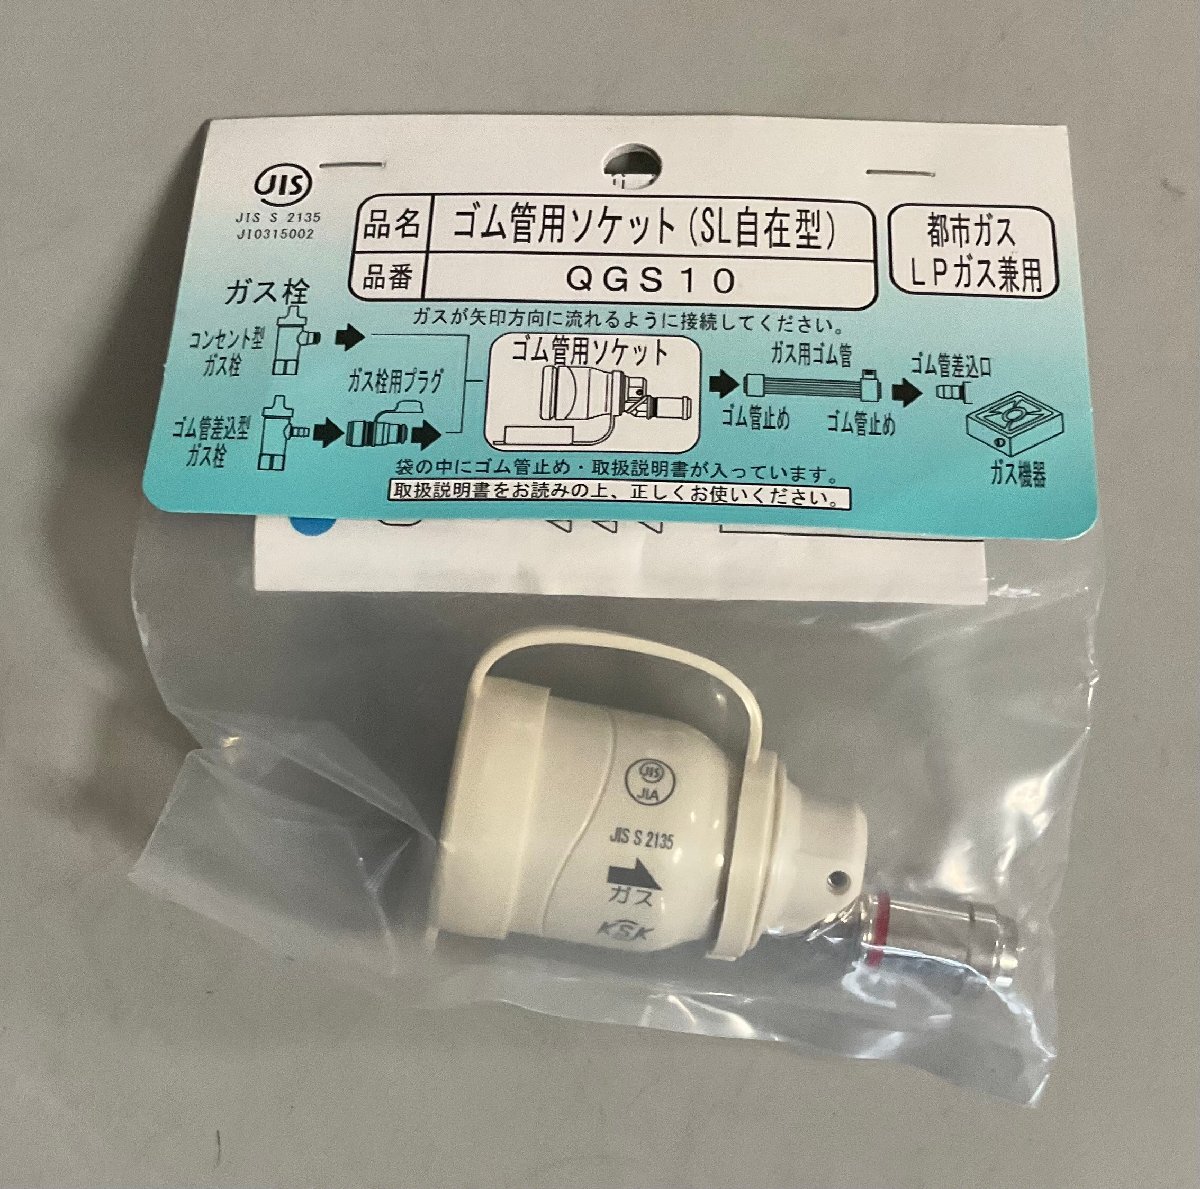 JIS
JIS S 2135
JI0315002
品名
ゴム管用ソケット(SL自在型)
品番
QGS10
都市ガス
LPガス兼用
ガスが矢印方向に流れるように接続してください。
ガス栓
コンセント型
ガス栓
ガス栓用プラグ
ゴム管差込型
ガス栓
ゴム管用ソケット
ガス用ゴム管
ゴム管止め
ゴム管止め
ゴム管差込口
ガス機器
袋の中にゴム管止め・取扱説明書が入っています。
取扱説明書をお読みの上、正しくお使いください。
JIS
JIA
JIS S 2135
ガス
KSK